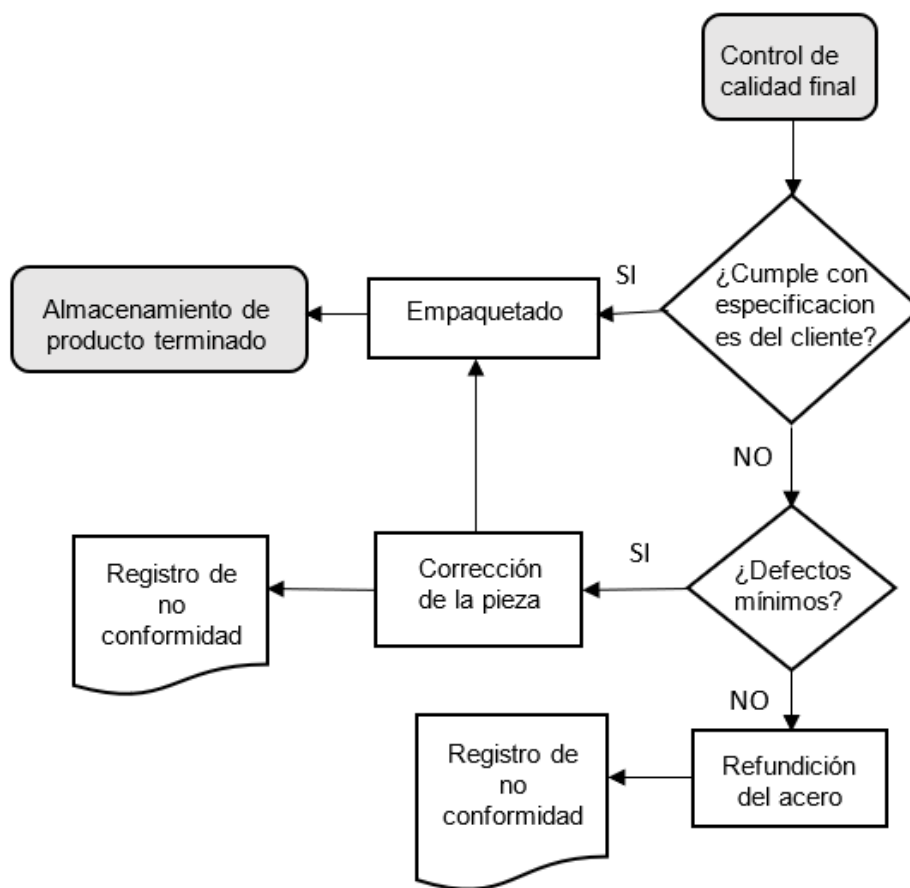 Control de
calidad final
¿Cumple con
especificacion
es del cliente?
SI
Empaquetado
Almacenamiento de
producto terminado
NO
¿Defectos
mínimos?
SI
Corrección
de la pieza
Registro de
no
conformidad
NO
Refundición
del acero
Registro de
no
conformidad